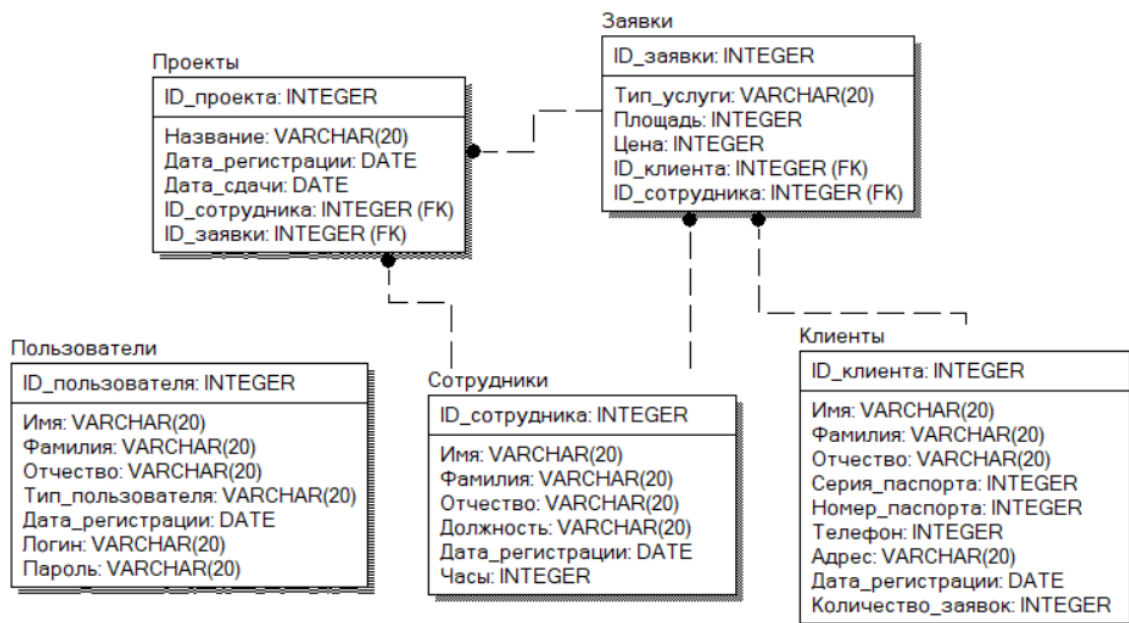 Заявки
ID_заявки: INTEGER
Тип_услуги: VARCHAR(20)
Площадь: INTEGER
Цена: INTEGER
ID_клиента: INTEGER (FK)
ID_сотрудника: INTEGER (FK)
Проекты
ID_проекта: INTEGER
Название: VARCHAR(20)
Дата_регистрации: DATE
Дата_сдачи: DATE
ID_сотрудника: INTEGER (FK)
ID_заявки: INTEGER (FK)
Пользователи
ID_пользователя: INTEGER
Имя: VARCHAR(20)
Фамилия: VARCHAR(20)
Отчество: VARCHAR(20)
Тип_пользователя: VARCHAR(20)
Дата_регистрации: DATE
Логин: VARCHAR(20)
Пароль: VARCHAR(20)
Сотрудники
ID_сотрудника: INTEGER
Имя: VARCHAR(20)
Фамилия: VARCHAR(20)
Отчество: VARCHAR(20)
Должность: VARCHAR(20)
Дата_регистрации: DATE
Часы: INTEGER
Клиенты
ID_клиента: INTEGER
Имя: VARCHAR(20)
Фамилия: VARCHAR(20)
Отчество: VARCHAR(20)
Серия_паспорта: INTEGER
Номер_паспорта: INTEGER
Телефон: INTEGER
Адрес: VARCHAR(20)
Дата_регистрации: DATE
Количество_заявок: INTEGER